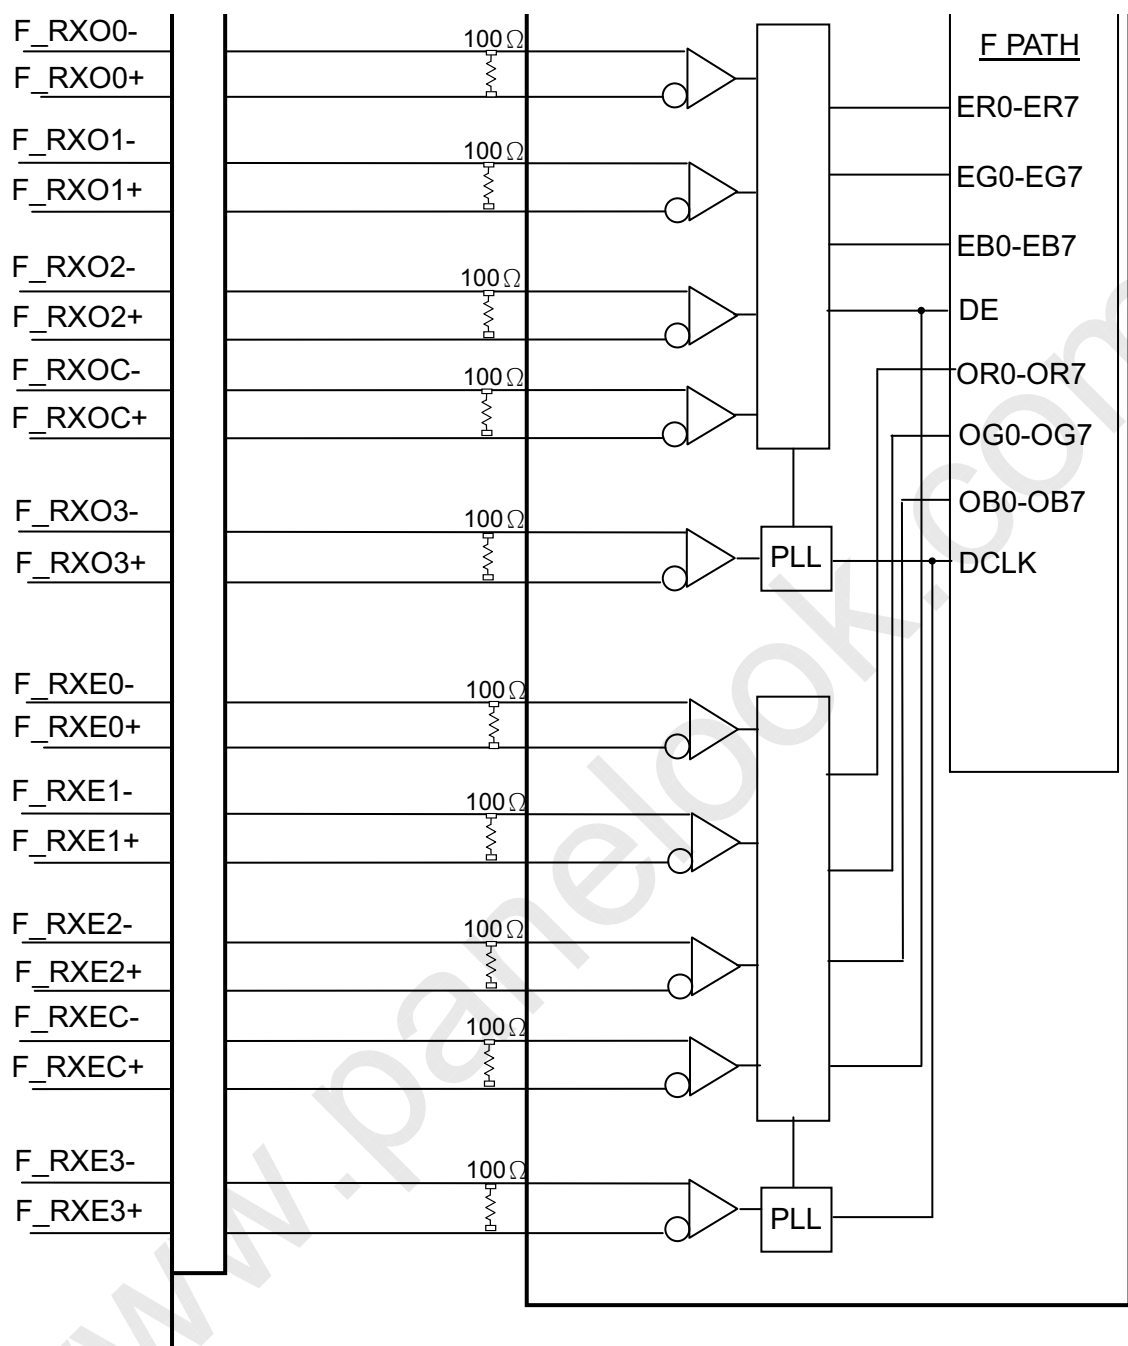 F_RXO0-
100Ω
F PATH
F_RXO0+
ER0-ER7
F_RXO1-
100Ω
EG0-EG7
F_RXO1+
EB0-EB7
F_RXO2-
100Ω
DE
F_RXO2+
F_RXOC-
100Ω
OR0-OR7
F_RXOC+
OG0-OG7
OB0-OB7
F_RXO3-
100Ω
PLL
DCLK
F_RXO3+
F_RXE0-
100Ω
F_RXE0+
F_RXE1-
100Ω
F_RXE1+
F_RXE2-
100Ω
F_RXE2+
F_RXEC-
100Ω
F_RXEC+
F_RXE3-
100Ω
F_RXE3+
PLL
www.panelook.com